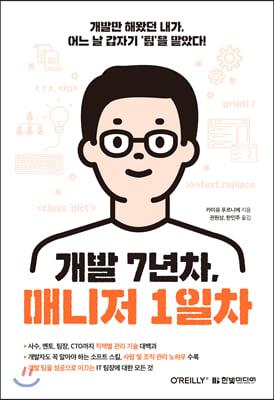 개발만 해왔던 내가,
어느 날 갑자기 '팀'을 맡았다!
print( )
>>>text.replace
<class 'dict'>
카미유 푸르니에 지음
권원상, 한민주 옮김
개발 7년차,
매니저 1일차
• 사수, 멘토, 팀장, CTO까지 직책별 관리 기술 대백과
• 개발자도 꼭 알아야 하는 소프트 스킬, 사람 및 조직 관리 노하우 수록
• 개발 팀을 성공으로 이끄는 IT 팀장에 대한 모든 것
O'REILLY® 한빛미디어